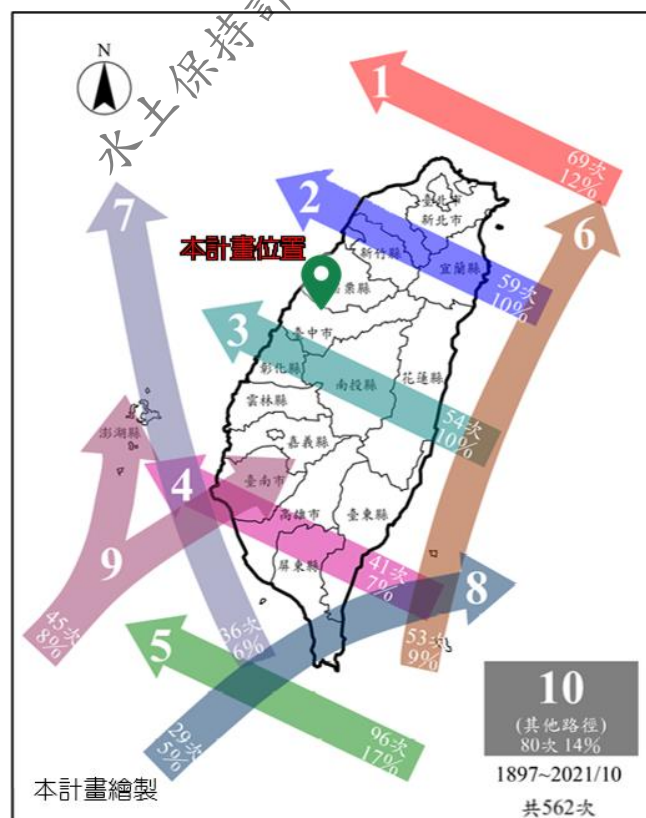 水土保持
N
1
69次
12%
臺北市
新北市
7
2
6
本計畫位置
新竹縣
宜蘭縣
59次
10%
苗栗縣
3
臺中市
彰化縣
南投縣
花蓮縣
雲林縣
54次
10%
澎湖縣
嘉義縣
臺南市
4
高雄市
臺東縣
9
屏東縣
41次
7%
8
45次
8%
36次
6%
5
53次
9%
29次
5%
96次
17%
10
(其他路徑)
80次 14%
1897~2021/10
共562次
本計畫繪製